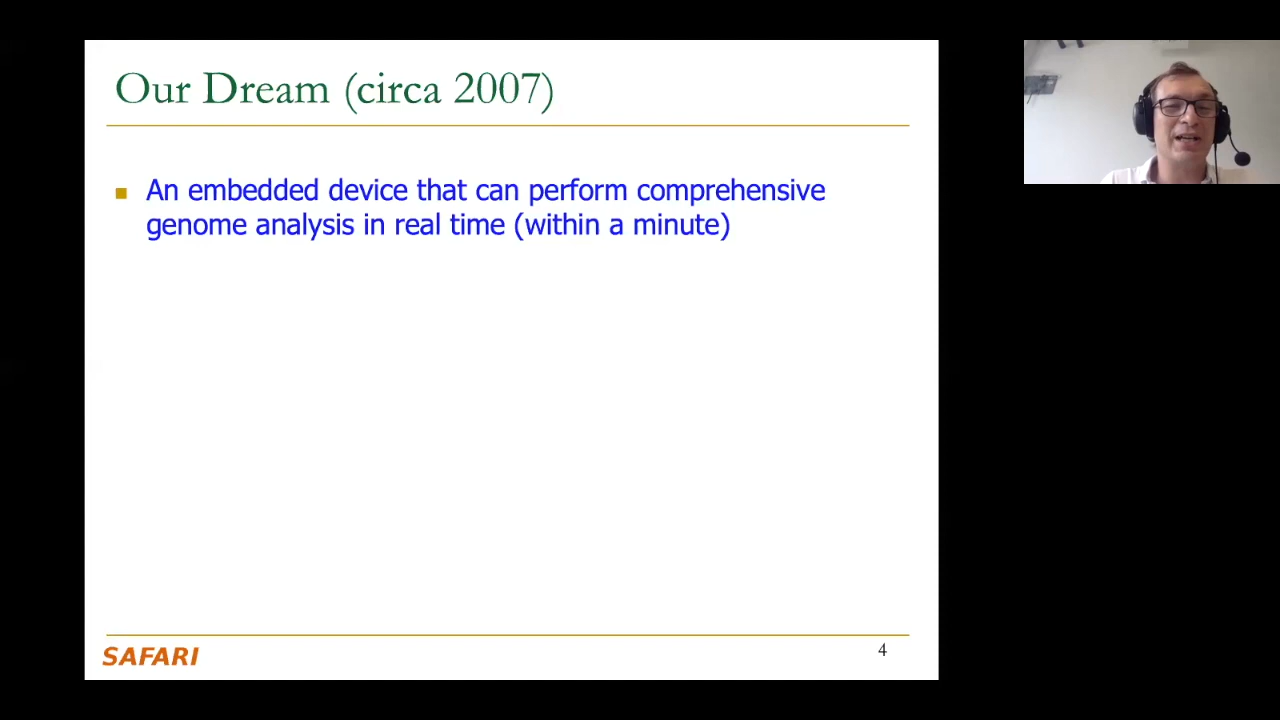 Our Dream (circa 2007)
An embedded device that can perform comprehensive
genome analysis in real time (within a minute)
SAFARI
4